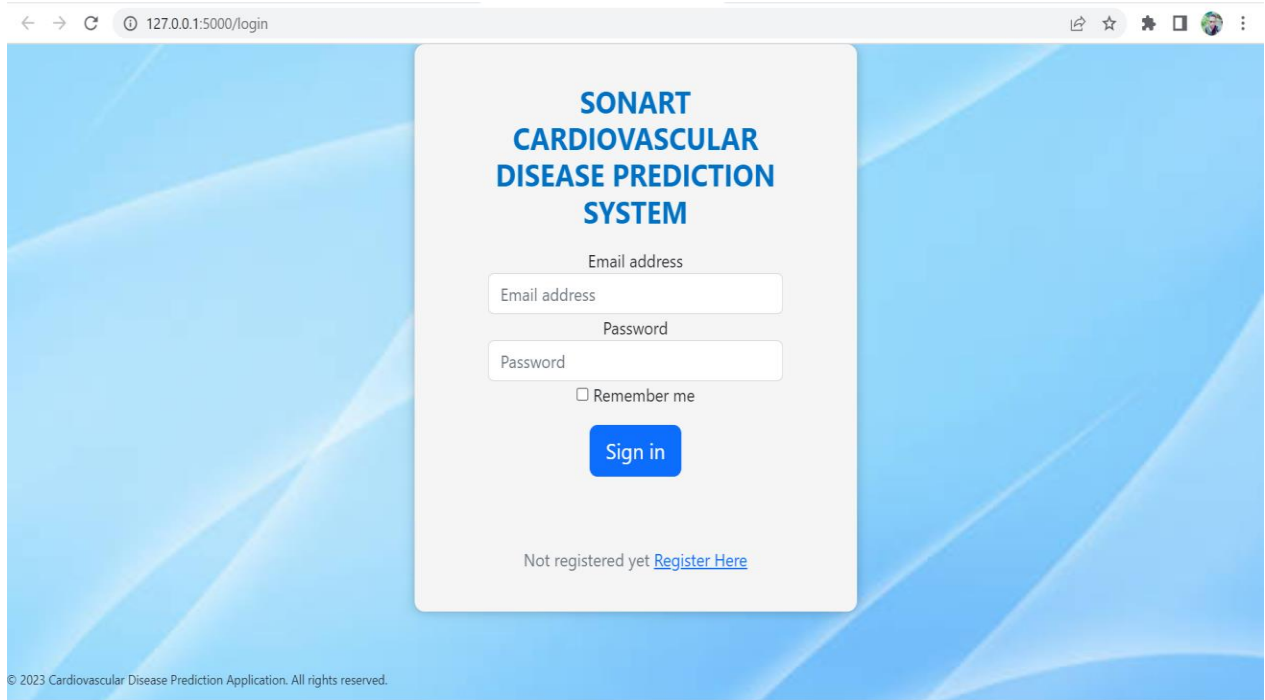 127.0.0.1:5000/login
SONART
CARDIOVASCULAR
DISEASE PREDICTION
SYSTEM
Email address
Email address
Password
Password
Remember me
Sign in
Not registered yet Register Here
© 2023 Cardiovascular Disease Prediction Application. All rights reserved.